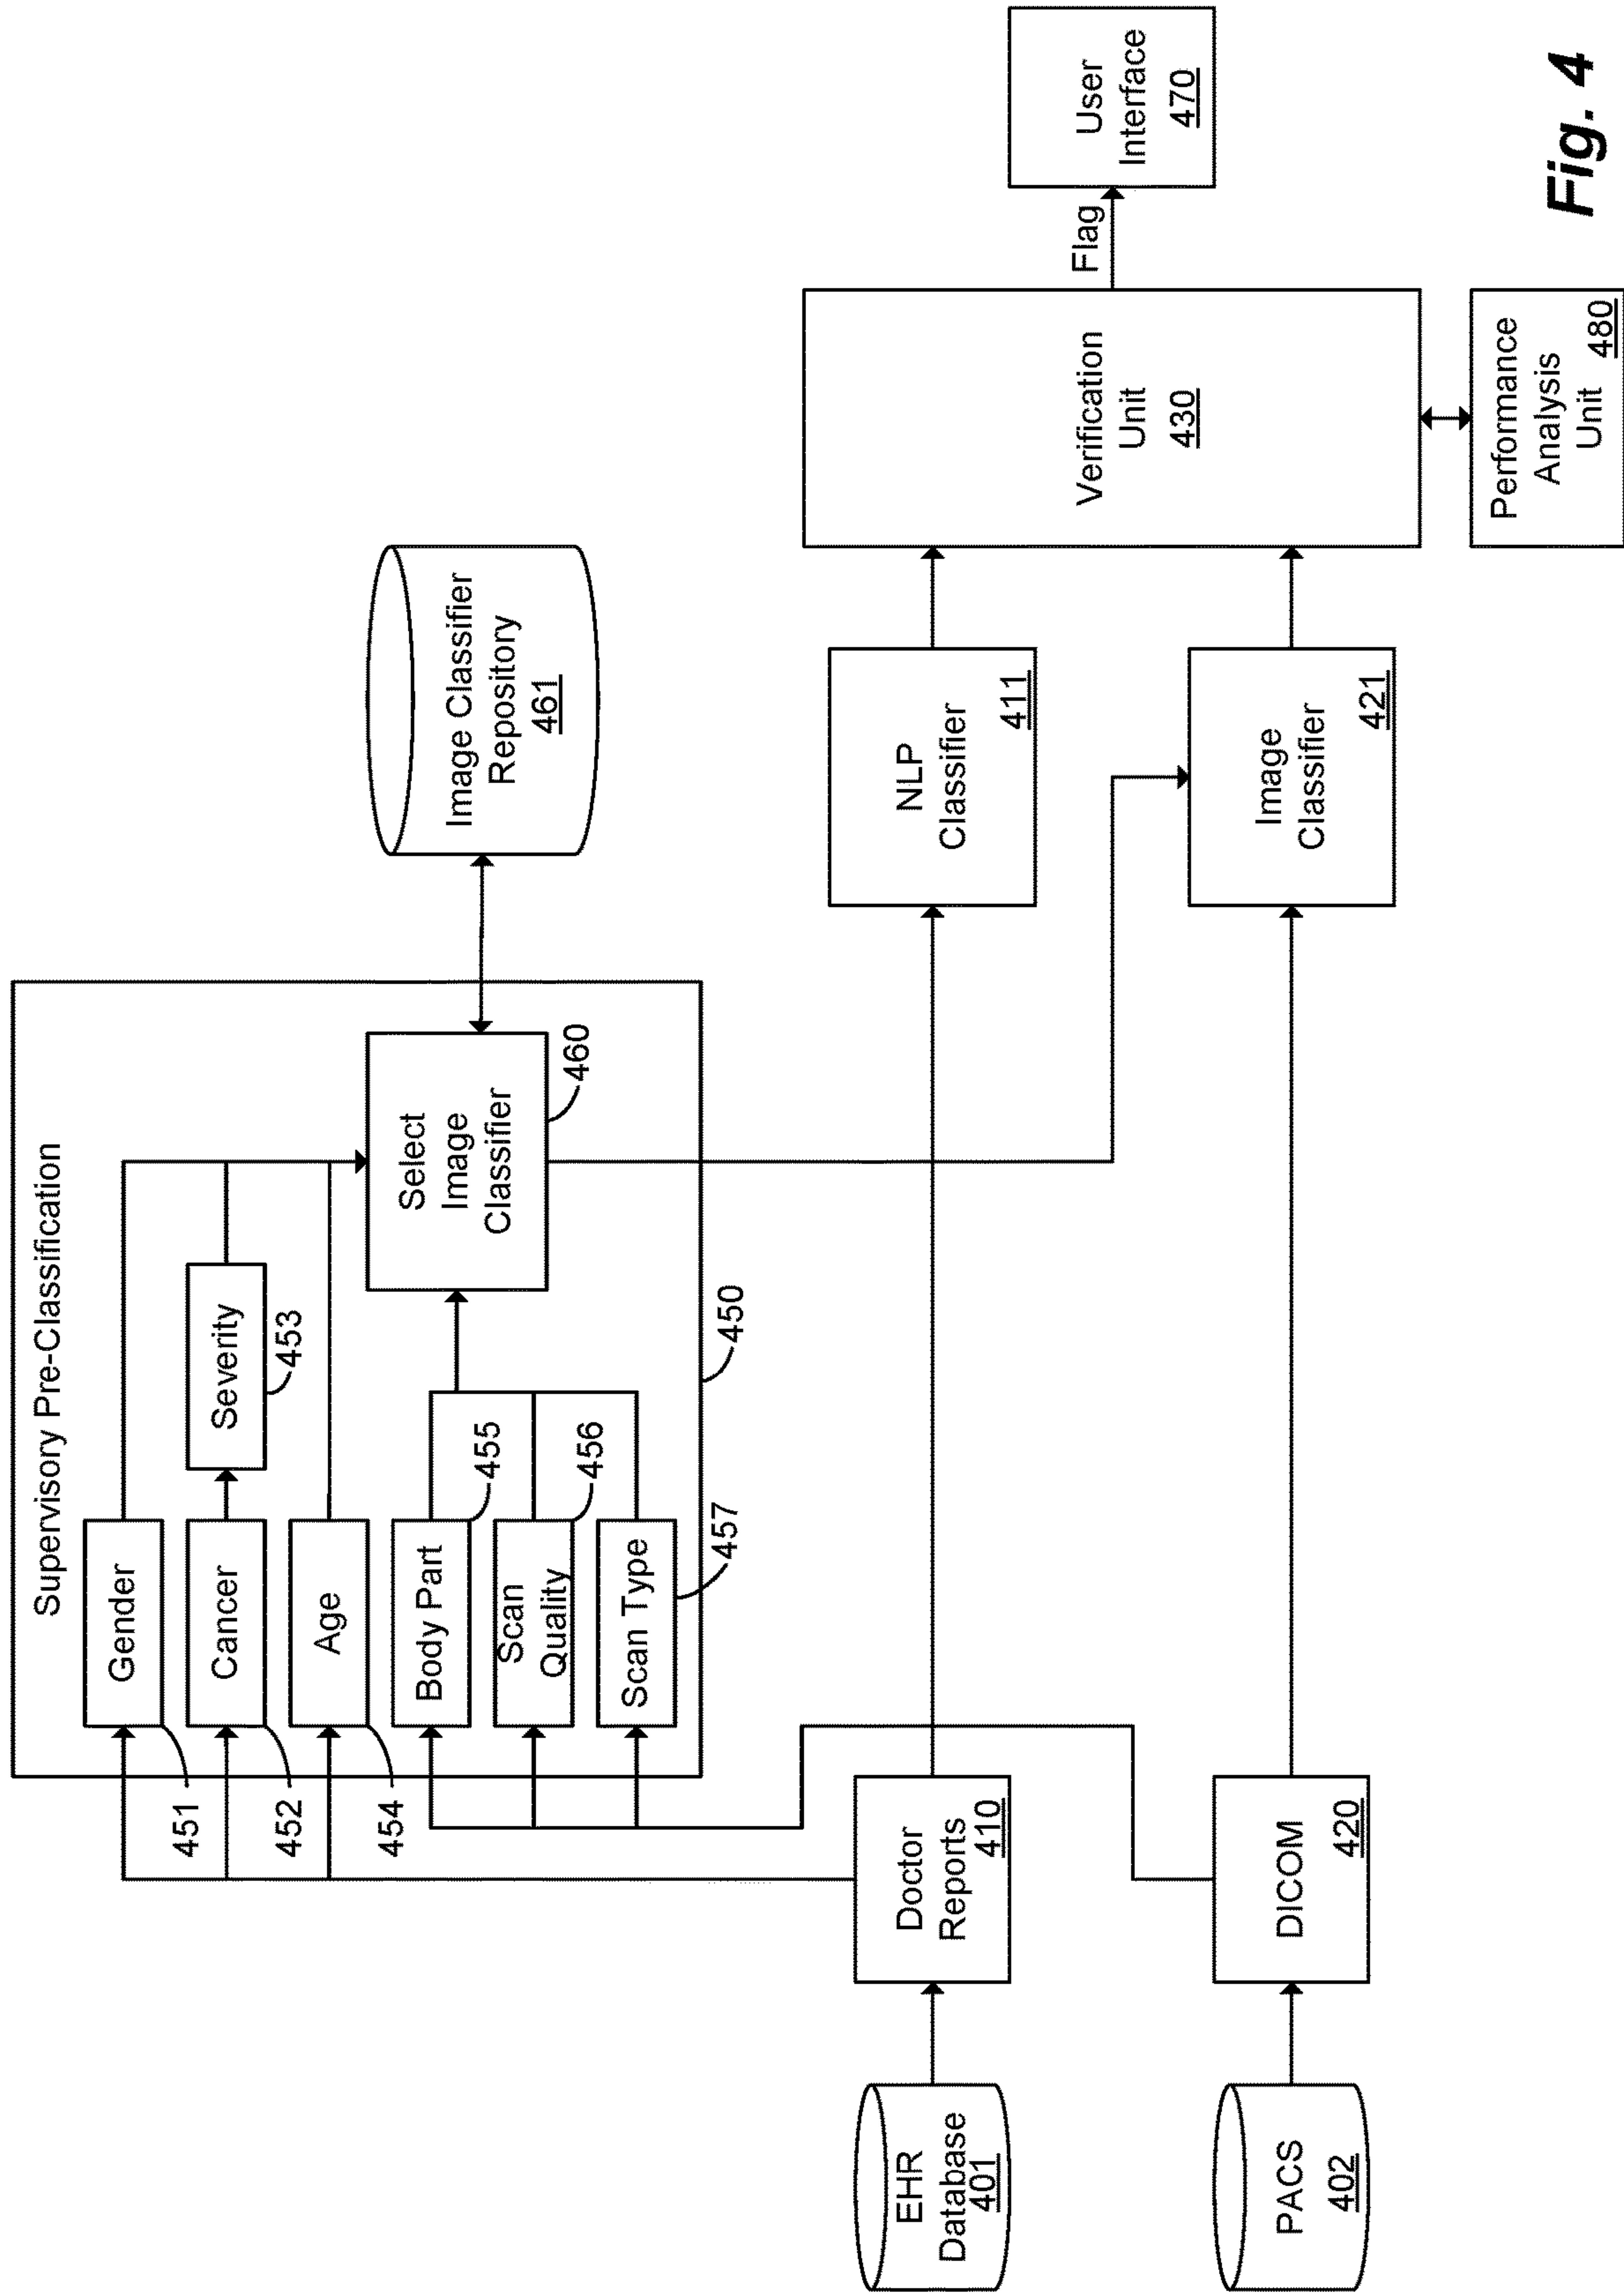 Supervisory Pre-Classification
Gender
451
Cancer
452
Severity
453
Age
454
Body Part
455
Scan
Quality
456
Scan Type
457
450
Select
Image
Classifier
460
Image Classifier
Repository
461
EHR
Database
401
Doctor
Reports
410
NLP
Classifier
411
PACS
402
DICOM
420
Image
Classifier
421
Verification
Unit
430
Flag
User
Interface
470
Performance
Analysis
Unit
480
Fig. 4